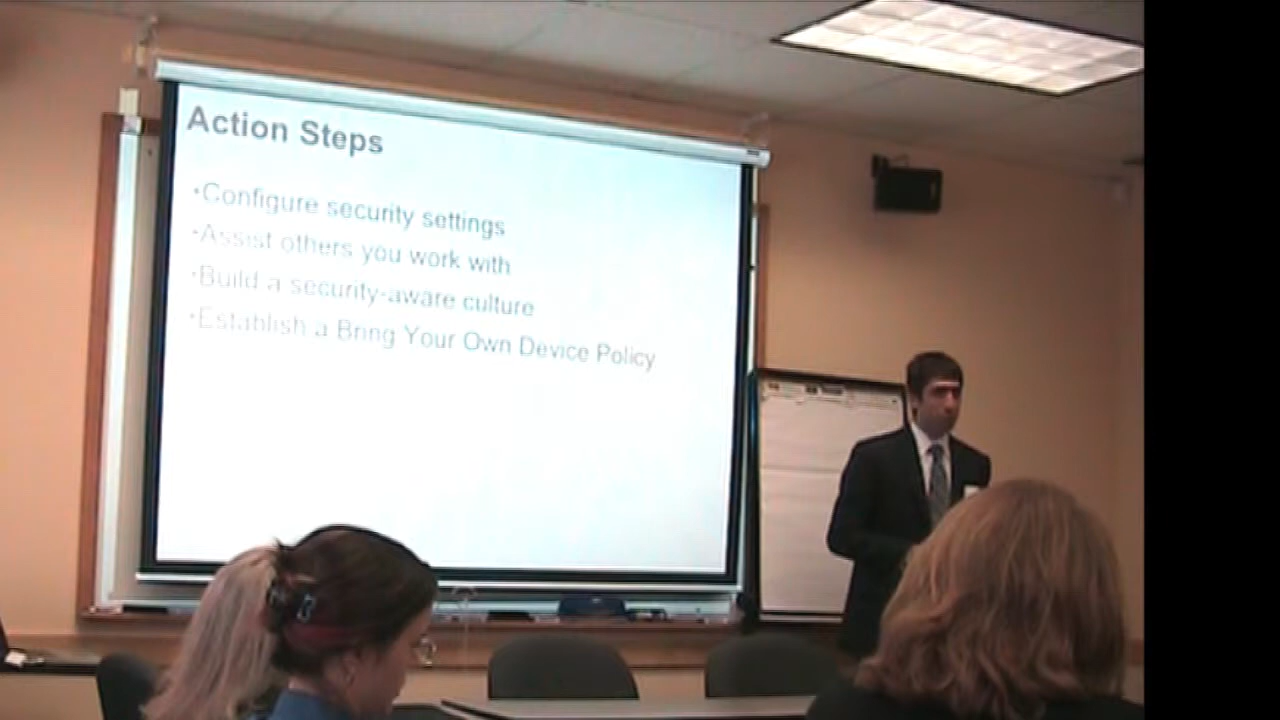 Action Steps
•Configure security settings
•Assist others you work with
•Build a security-aware culture
•Establish a Bring Your Own Device Policy